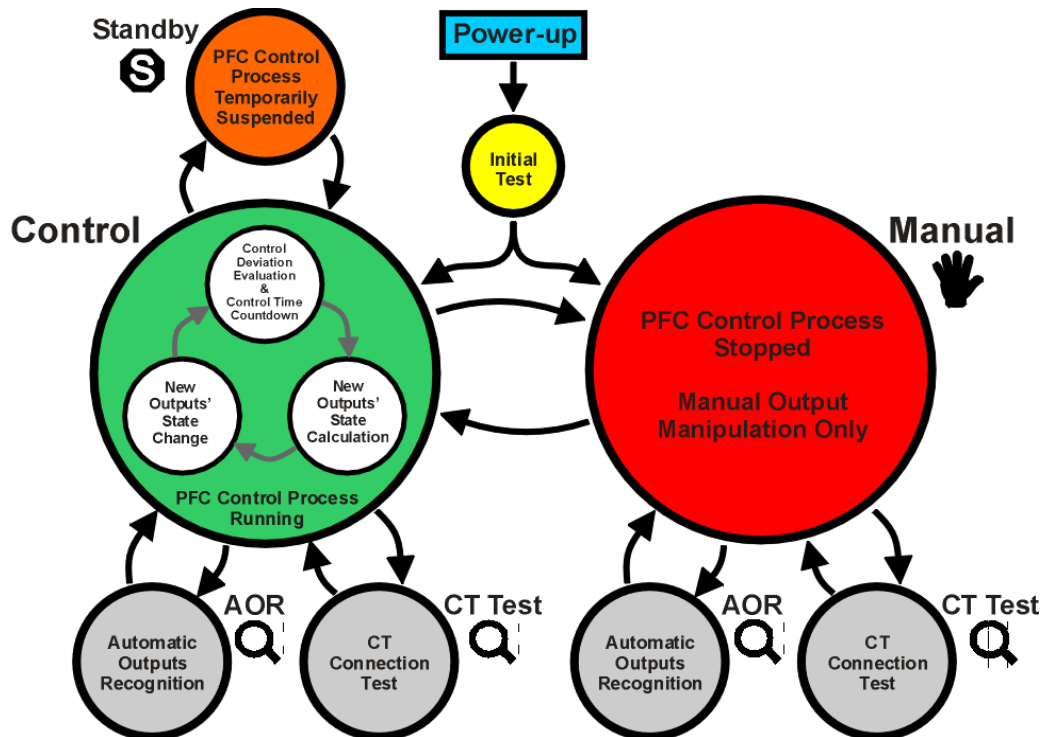 Standby
S
PFC Control
Process
Temporarily
Suspended
Power-up
Initial
Test
Control
Control
Deviation
Evaluation
&
Control Time
Countdown
New
Outputs'
State
Change
New
Outputs'
State
Calculation
PFC Control Process
Running
Manual
PFC Control Process
Stopped
Manual Output
Manipulation Only
AOR
Automatic
Outputs
Recognition
CT Test
CT
Connection
Test
AOR
Automatic
Outputs
Recognition
CT Test
CT
Connection
Test